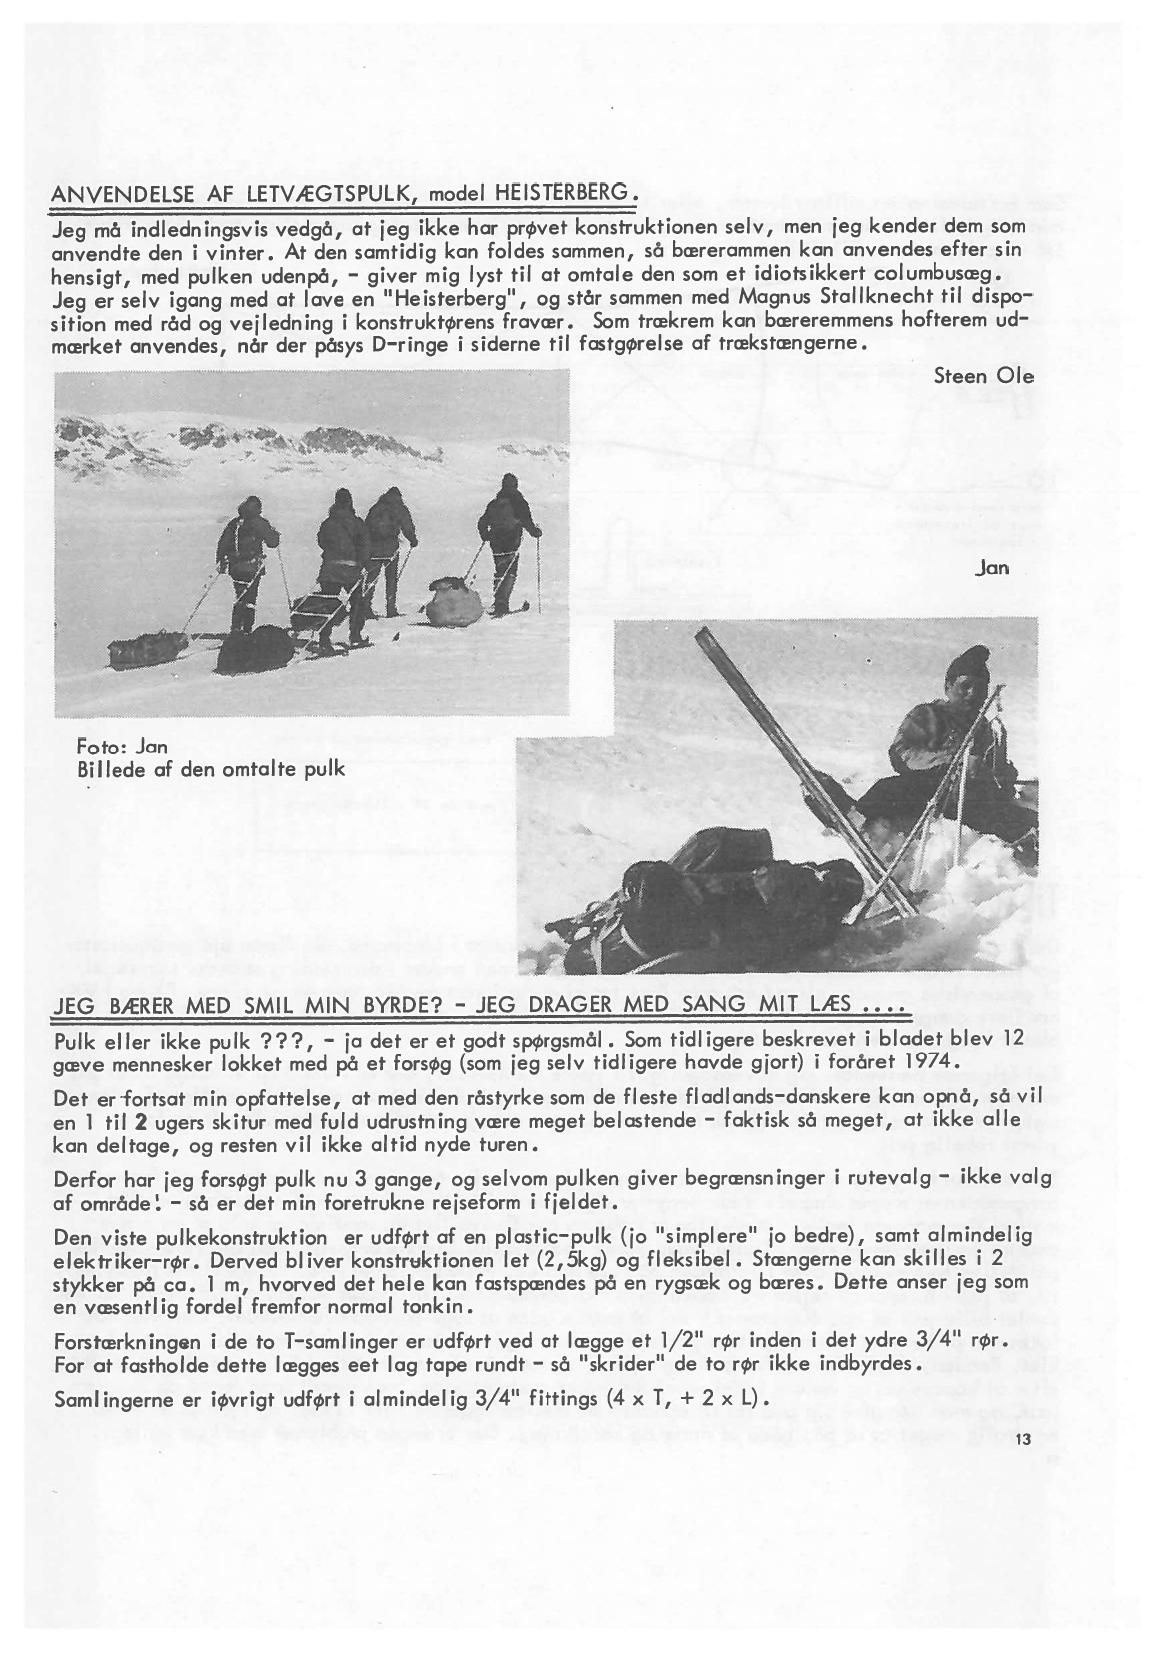 ANVENDELSE AF LETVÆGTSPULK, model HEISTERBERG.
Jeg må indledningsvis vedgå, at jeg ikke har prøvet konstruktionen selv, men jeg kender dem som
anvendte den i vinter. At den samtidig kan foldes sammen, så bærerammen kan anvendes efter sin
hensigt, med pulken udenpå, - giver mig lyst til at omtale den som et idiotsikkert columbusæg.
Jeg er selv igang med at lave en "Heisterberg", og står sammen med Magnus Stallknecht til dispo-
sition med råd og vejledning i konstruktørens fravær. Som trækrem kan bæreremmens hofterem ud-
mærket anvendes, når der påsys D-ringe i siderne til fastgørelse af trækstængerne.
Steen Ole
Jan
Foto: Jan
Billede af den omtalte pulk
JEG BÆRER MED SMIL MIN BYRDE? - JEG DRAGER MED SANG MIT LÆS ....
Pulk eller ikke pulk ???, - ja det er et godt spørgsmål. Som tidligere beskrevet i bladet blev 12
gæve mennesker lokket med på et forsøg (som jeg selv tidligere havde gjort) i foråret 1974.
Det er fortsat min opfattelse, at med den råstyrke som de fleste fladlands-danskere kan opnå, så vil
en 1 til 2 ugers skitur med fuld udrustning være meget belastende - faktisk så meget, at ikke alle
kan deltage, og resten vil ikke altid nyde turen.
Derfor har jeg forsøgt pulk nu 3 gange, og selvom pulken giver begrænsninger i rutevalg - ikke valg
af område! - så er det min foretrukne rejseform i fjeldet.
Den viste pulkekonstruktion er udført af en plastic-pulk (jo "simplere" jo bedre), samt almindelig
elektriker-rør. Derved bliver konstruktionen let (2,5kg) og fleksibel. Stængerne kan skilles i 2
stykker på ca. 1 m, hvorved det hele kan fastspændes på en rygsæk og bæres. Dette anser jeg som
en væsentlig fordel fremfor normal tonkin.
Forstærkningen i de to T-samlinger er udført ved at lægge et 1/2" rør inden i det ydre 3/4" rør.
For at fastholde dette lægges eet lag tape rundt - så "skrider" de to rør ikke indbyrdes.
Samlingerne er iøvrigt udført i almindelig 3/4" fittings (4 x T, + 2 x L).
13